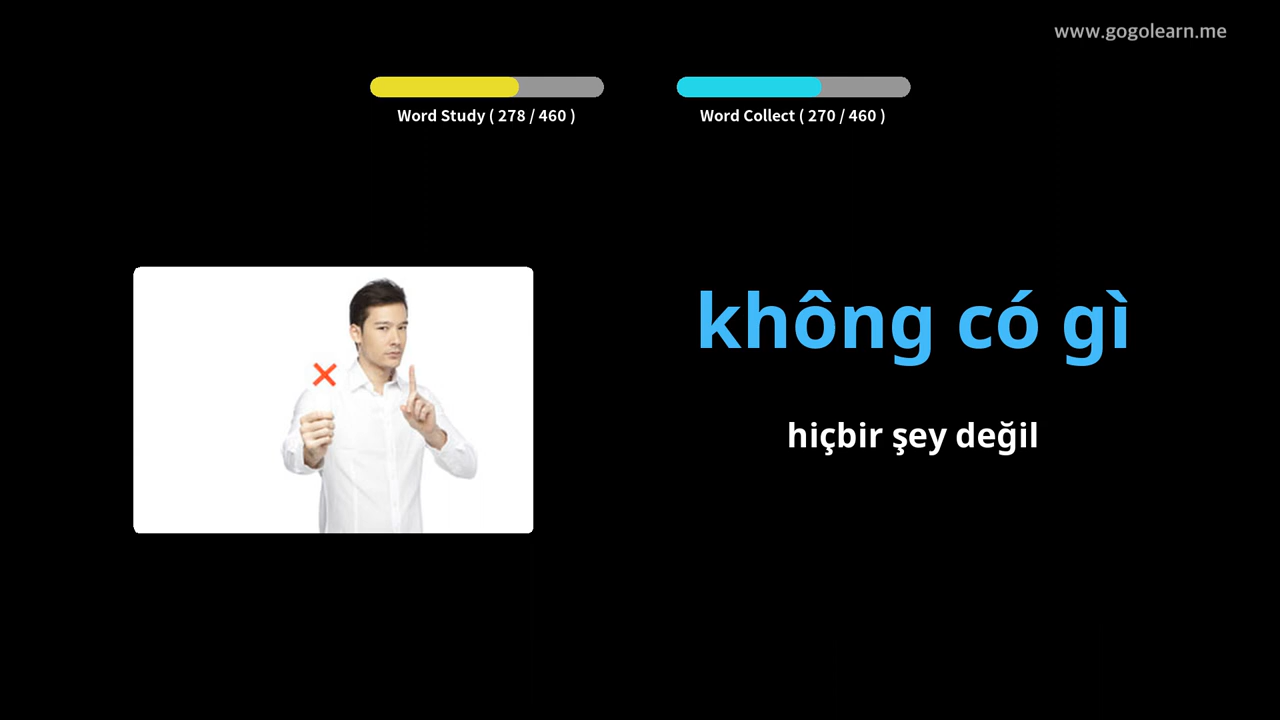 www.gogolearn.me
Word Study ( 278 / 460 )
Word Collect ( 270 / 460 )
không có gì
hiçbir şey değil